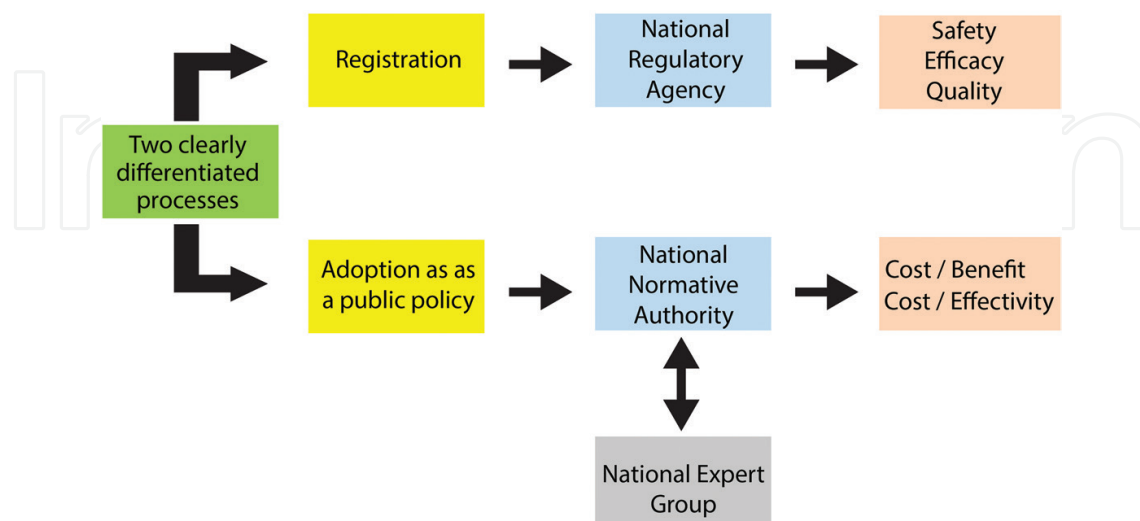 Two clearly
differentiated
processes
Registration
National
Regulatory
Agency
Safety
Efficacy
Quality
Adoption as as
a public policy
National
Normative
Authority
Cost / Benefit
Cost / Effectivity
National Expert
Group